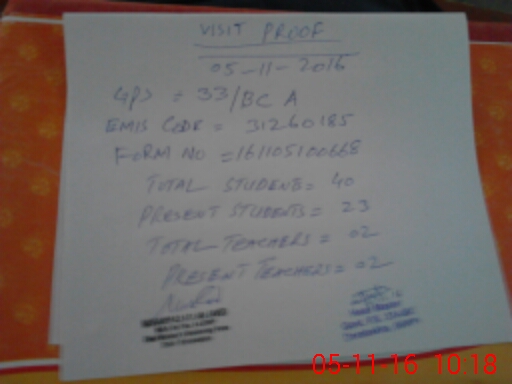 VISIT PROOF
05-11-2016
GPS = 33/BC A
EMIS CODE = 31260185
FORM NO = 161105100668
TOTAL STUDENT = 40
PRESENT STUDENTS = 23
TOTAL TEACHERS = 02
PRESENT TEACHERS = 02
05-11-16 10:18